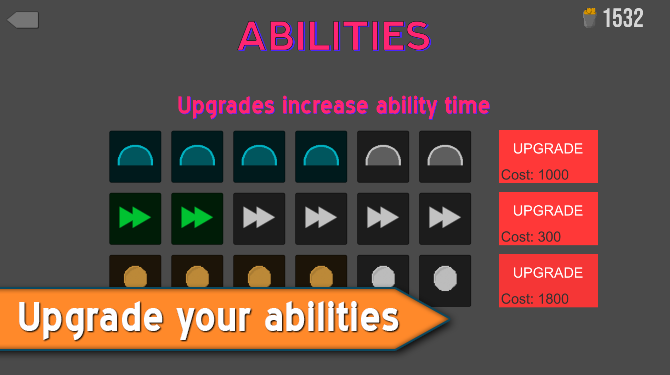 1532
ABILITIES
Upgrades increase ability time
UPGRADE
Cost: 1000
UPGRADE
Cost: 300
UPGRADE
Cost: 1800
Upgrade your abilities